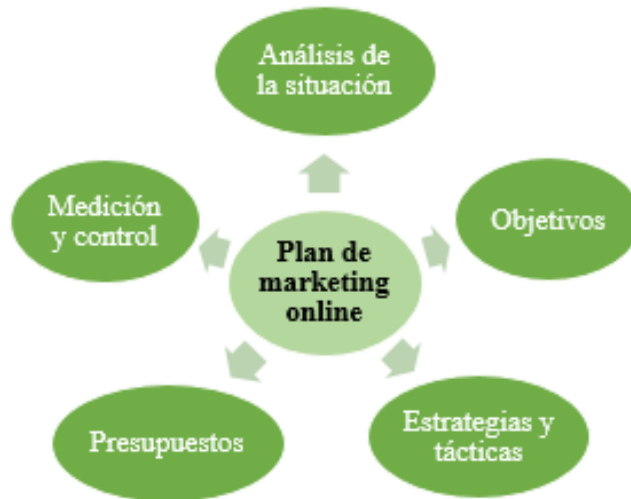 Análisis de
la situación
Medición
y control
Objetivos
Plan de
marketing
online
Presupuestos
Estrategias y
tácticas